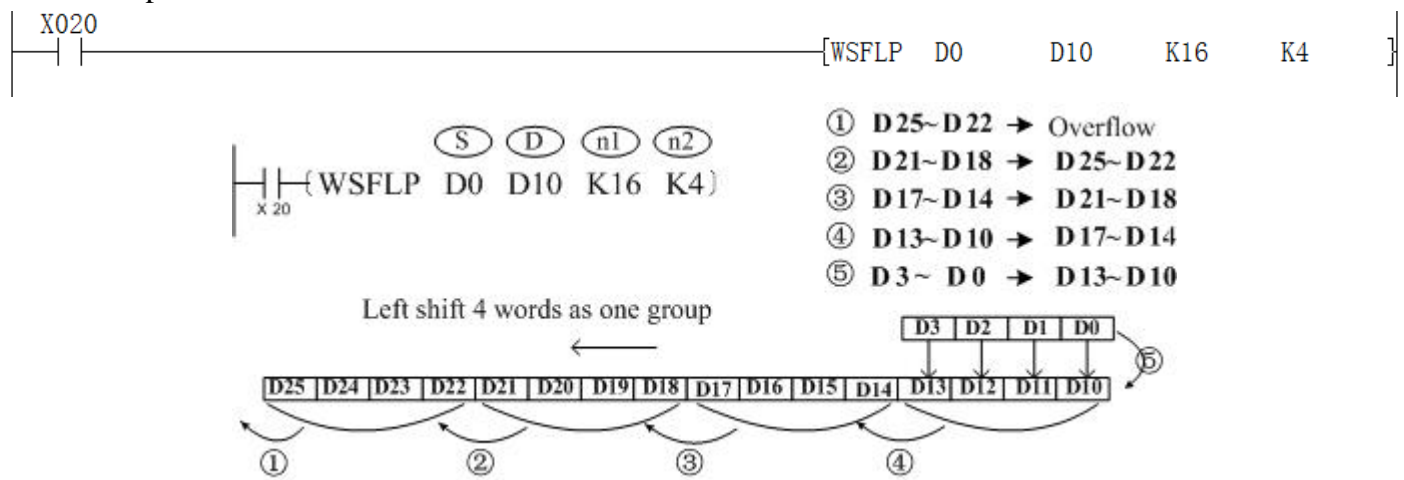 X020
[WSFLP D0 D10 K16 K4 }
S D n1 n2
( WSFLP D0 D10 K16 K4 )
X 20
① D25~D22 → Overflow
② D21~D18 → D25~D22
③ D17~D14 → D21~D18
④ D13~D10 → D17~D14
⑤ D3~ D0 → D13~D10
Left shift 4 words as one group
D3 D2 D1 D0
⑤
D25 D24 D23 D22 D21 D20 D19 D18 D17 D16 D15 D14 D13 D12 D11 D10
① ② ③ ④